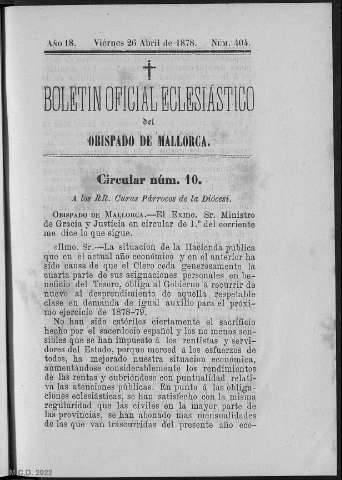 Año 18. Viérnes 26 Abril de 1878. NÚM. 404.
BOLETIN OFICIAL ECLESIÁSTICO
del
OBISPADO DE MALLORCA.
Circular núm. 10.
A los RR. Curas Párrocos de la Diócesi.
OBISPADO DE MALLORCA.—El Exmo. Sr. Ministro
de Gracia y Justicia en circular de 1.º del corriente
me dice lo que sigue.
«Ilmo. Sr.—La situacion de la Hacienda pública
que en el actual año económico y en el anterior ha
sido causa de que el Clero ceda generosamente la
cuarta parte de sus asignaciones personales en be-
neficio del Tesoro, obliga al Gobierno á recurrir de
nuevo al desprendimiento de aquella respetable
clase en demanda de igual auxilio para el próxi-
mo ejercicio de 1878-79.
No han sido estériles ciertamente el sacrificio
hecho por el sacerdocio español y los no menos sen-
sibles que se han impuesto á los rentistas y servi-
dores del Estado, porque merced á los esfuerzos de
todos, ha mejorado nuestra situacion económica,
aumentándose considerablemente los rendimientos
de las rentas y cubriéndose con puntualidad relati-
va las atenciones públicas. En punto á las obliga-
ciones eclesiásticas, se han satisfecho con la misma
regularidad que las civiles en la mayor parte de
las provincias, se han abonado mas mensualidades
de las que van trascurridas del presente año eco-
M.C.D. 2022